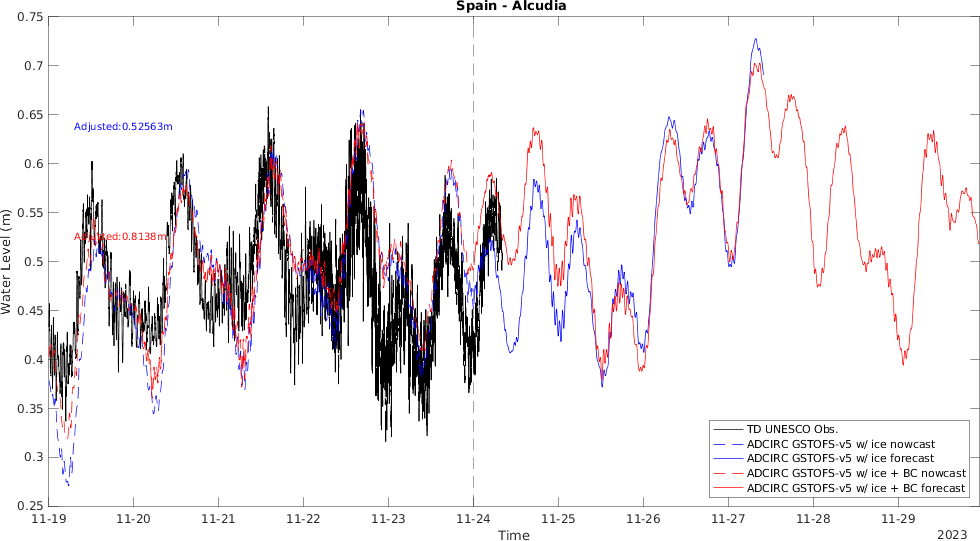 Spain - Alcudia
0.75
0.7
0.65
0.6
0.55
0.5
0.45
0.4
0.35
0.3
0.25
Water Level (m)
Adjusted:0.52563m
Adjusted:0.8138m
TD UNESCO Obs.
ADCIRC GSTOFS-v5 w/ ice nowcast
ADCIRC GSTOFS-v5 w/ ice forecast
ADCIRC GSTOFS-v5 w/ ice + BC nowcast
ADCIRC GSTOFS-v5 w/ ice + BC forecast
11-19 11-20 11-21 11-22 11-23 11-24 11-25 11-26 11-27 11-28 11-29
Time
2023